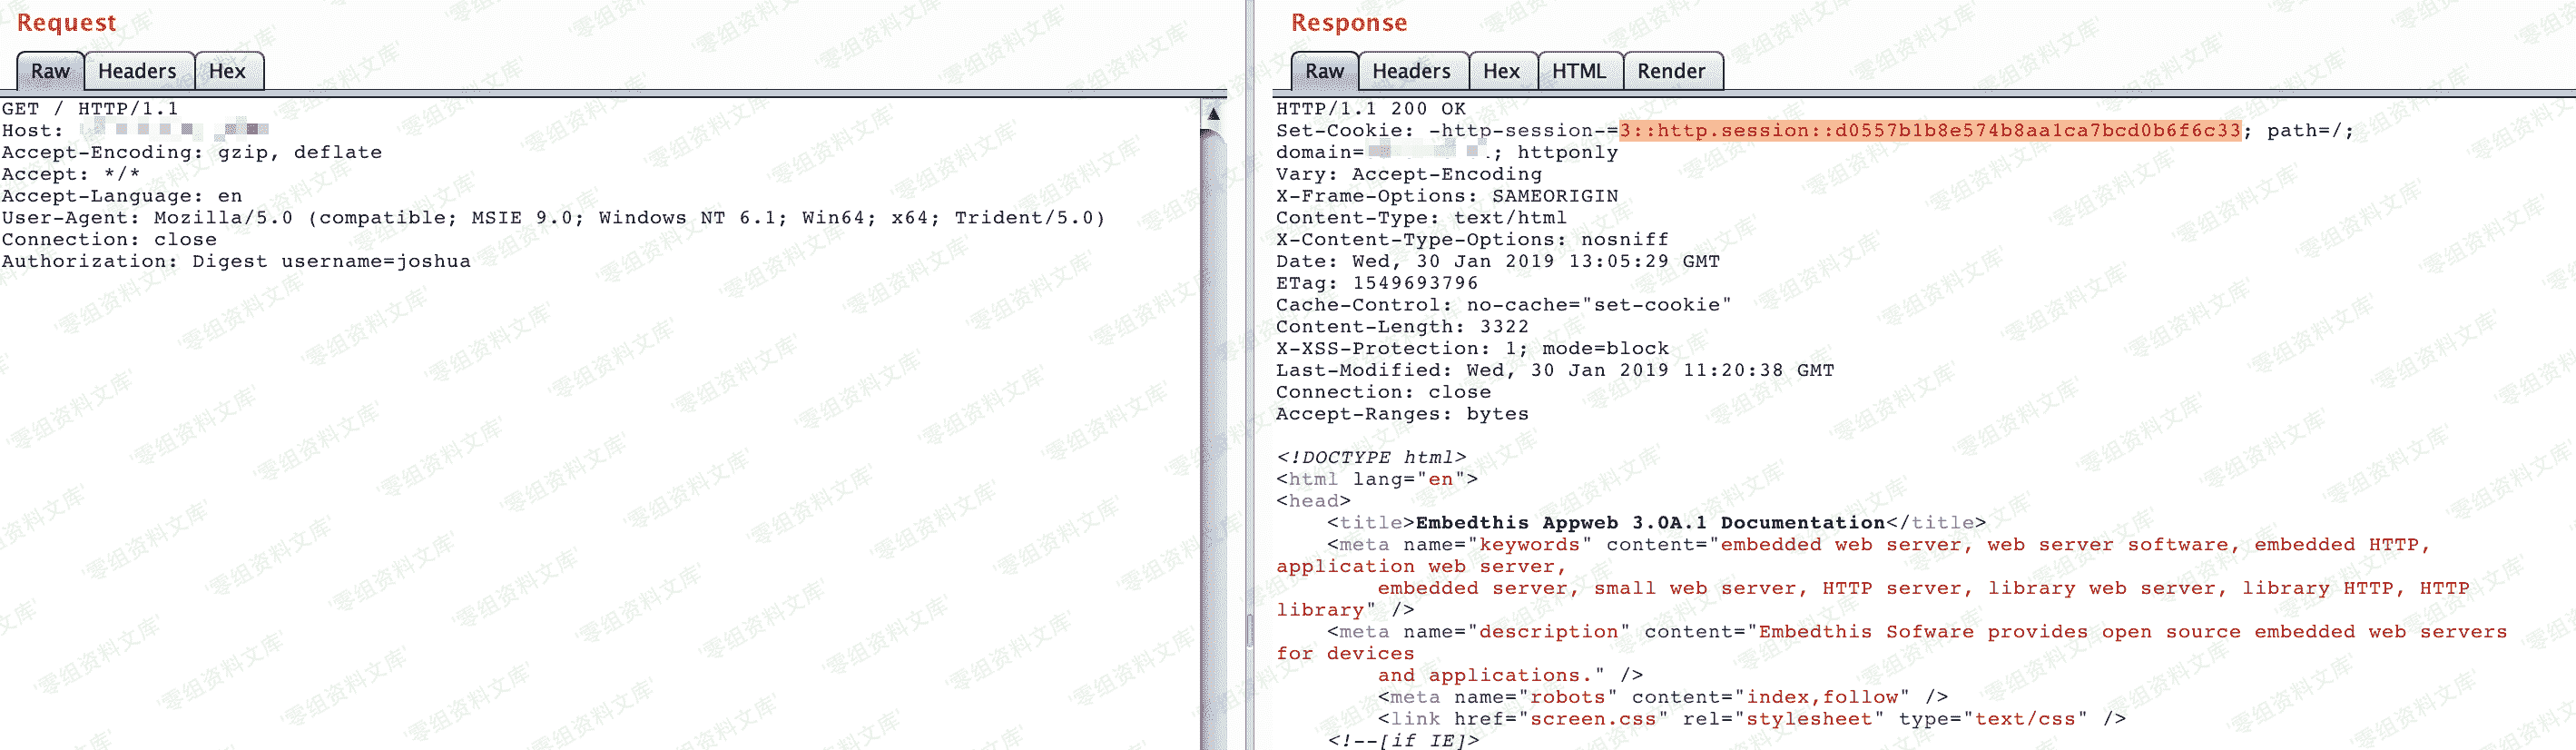 Request
Raw Headers Hex
GET / HTTP/1.1
Host:
Accept-Encoding: gzip, deflate
Accept: */*
Accept-Language: en
User-Agent: Mozilla/5.0 (compatible; MSIE 9.0; Windows NT 6.1; Win64; x64; Trident/5.0)
Connection: close
Authorization: Digest username=joshua
Response
Raw Headers Hex HTML Render
HTTP/1.1 200 OK
Set-Cookie: -http-session-=3::http.session::d0557b1b8e574b8aa1ca7bcd0b6f6c33; path=/;
domain= ; httponly
Vary: Accept-Encoding
X-Frame-Options: SAMEORIGIN
Content-Type: text/html
X-Content-Type-Options: nosniff
Date: Wed, 30 Jan 2019 13:05:29 GMT
ETag: 1549693796
Cache-Control: no-cache="set-cookie"
Content-Length: 3322
X-XSS-Protection: 1; mode=block
Last-Modified: Wed, 30 Jan 2019 11:20:38 GMT
Connection: close
Accept-Ranges: bytes
<!DOCTYPE html>
<html lang="en">
<head>
<title>Embedthis Appweb 3.0A.1 Documentation</title>
<meta name="keywords" content="embedded web server, web server software, embedded HTTP,
application web server,
embedded server, small web server, HTTP server, library web server, library HTTP, HTTP
library" />
<meta name="description" content="Embedthis Sofware provides open source embedded web servers
for devices
and applications." />
<meta name="robots" content="index,follow" />
<link href="screen.css" rel="stylesheet" type="text/css" />
<!--[if IE]>
'零组资料文库'